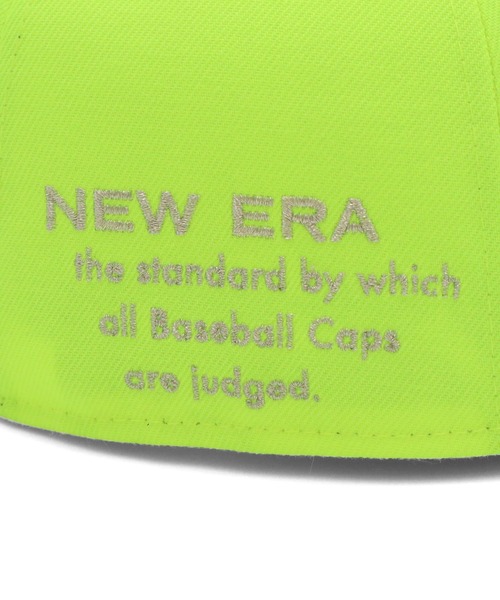 NEW ERA
the standard by which
all Baseball Caps
are judged.